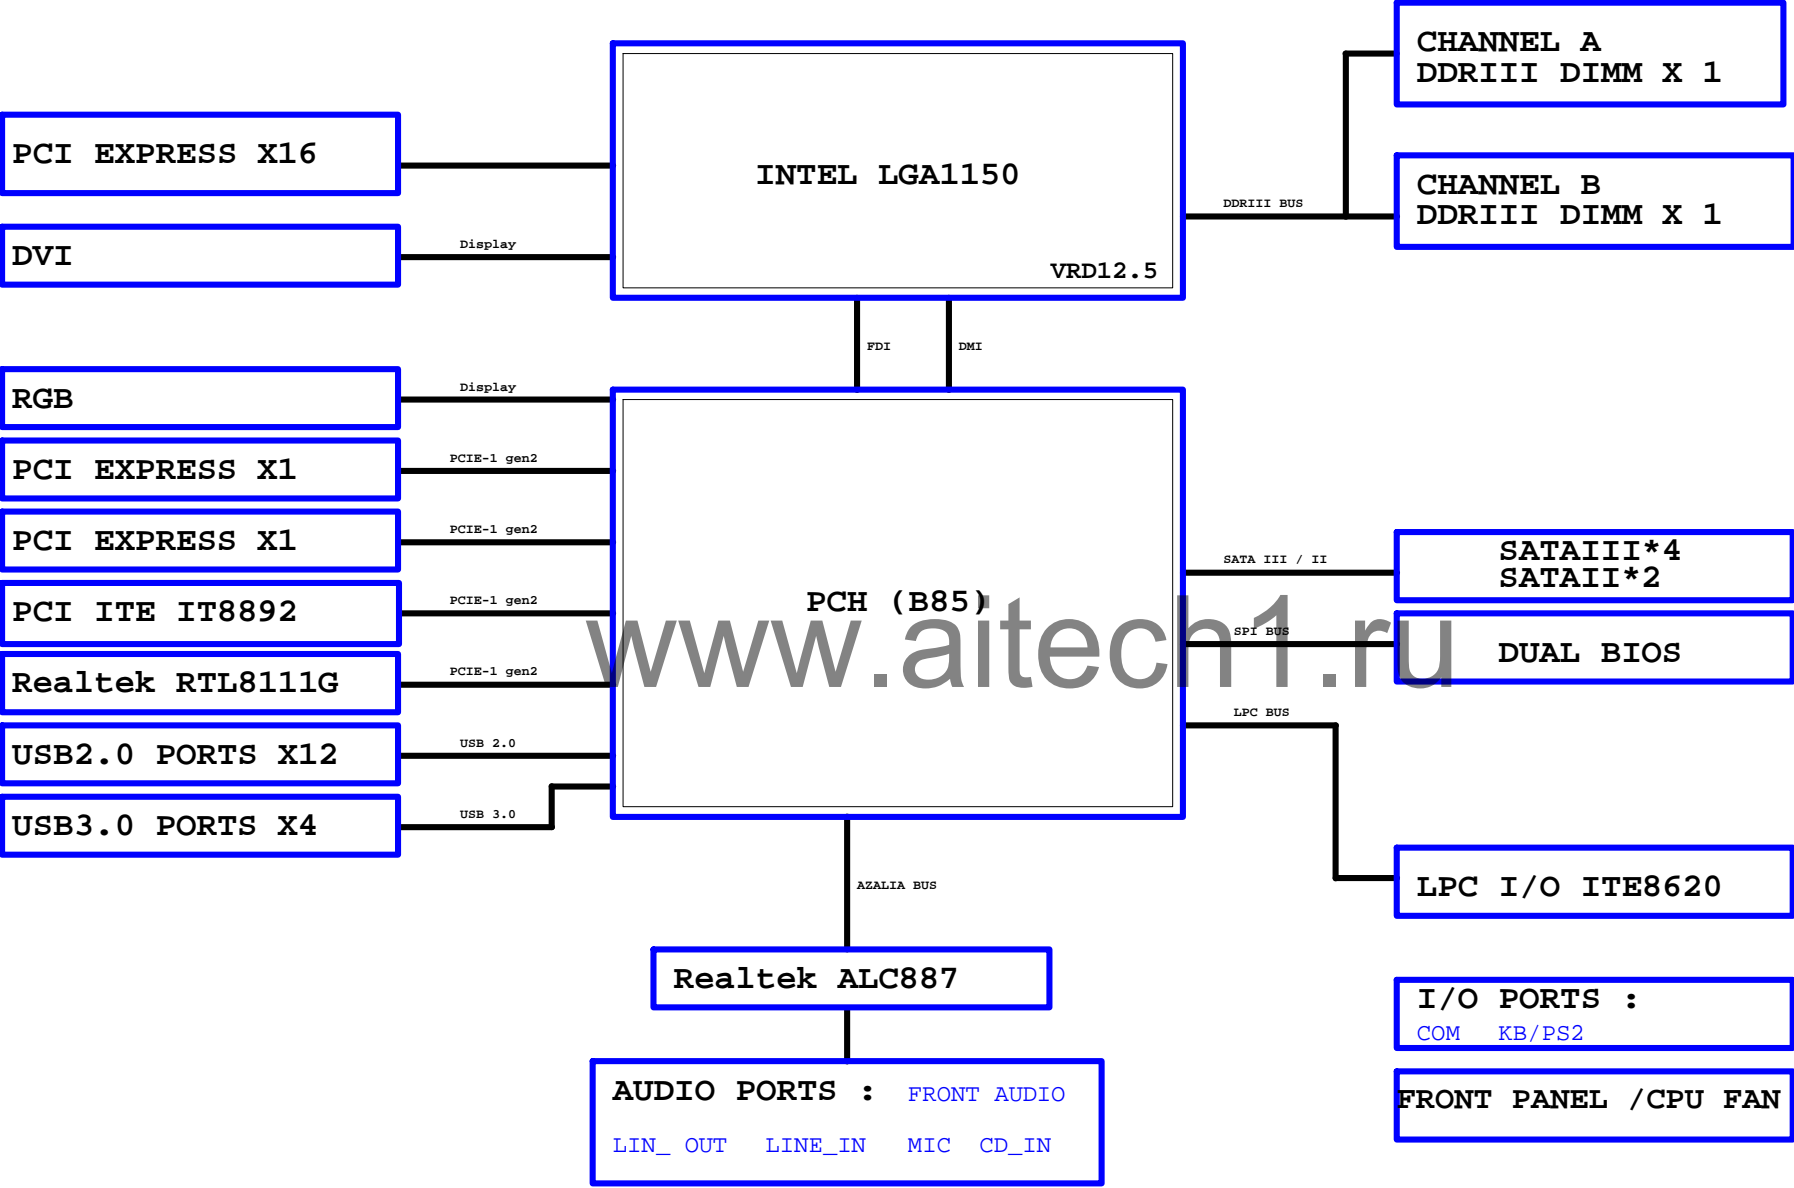 CHANNEL A
DDRIII DIMM X 1
PCI EXPRESS X16
INTEL LGA1150
CHANNEL B
DDRIII DIMM X 1
DDRIII BUS
DVI
Display
VRD12.5
FDI
DMI
RGB
Display
PCI EXPRESS X1
PCIE-1 gen2
PCI EXPRESS X1
PCIE-1 gen2
SATA III / II
SATAIII*4
SATAII*2
PCI ITE IT8892
PCIE-1 gen2
PCH (B85)
www.aitech1.ru
SPI BUS
DUAL BIOS
Realtek RTL8111G
PCIE-1 gen2
LPC BUS
USB2.0 PORTS X12
USB 2.0
USB3.0 PORTS X4
USB 3.0
AZALIA BUS
LPC I/O ITE8620
Realtek ALC887
I/O PORTS :
COM KB/PS2
AUDIO PORTS : FRONT AUDIO
LIN_ OUT LINE_IN MIC CD_IN
FRONT PANEL /CPU FAN